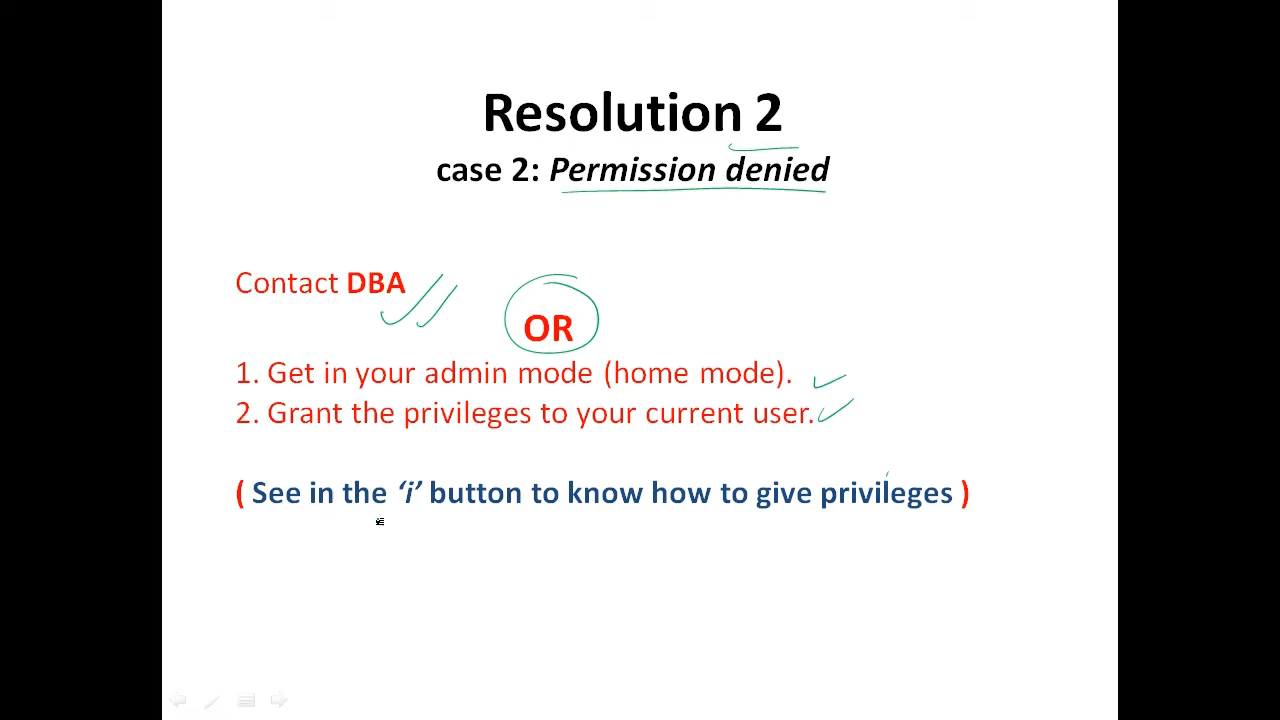 Resolution 2
case 2: Permission denied
Contact DBA
OR
1. Get in your admin mode (home mode).
2. Grant the privileges to your current user.
( See in the ‘i’ button to know how to give privileges )